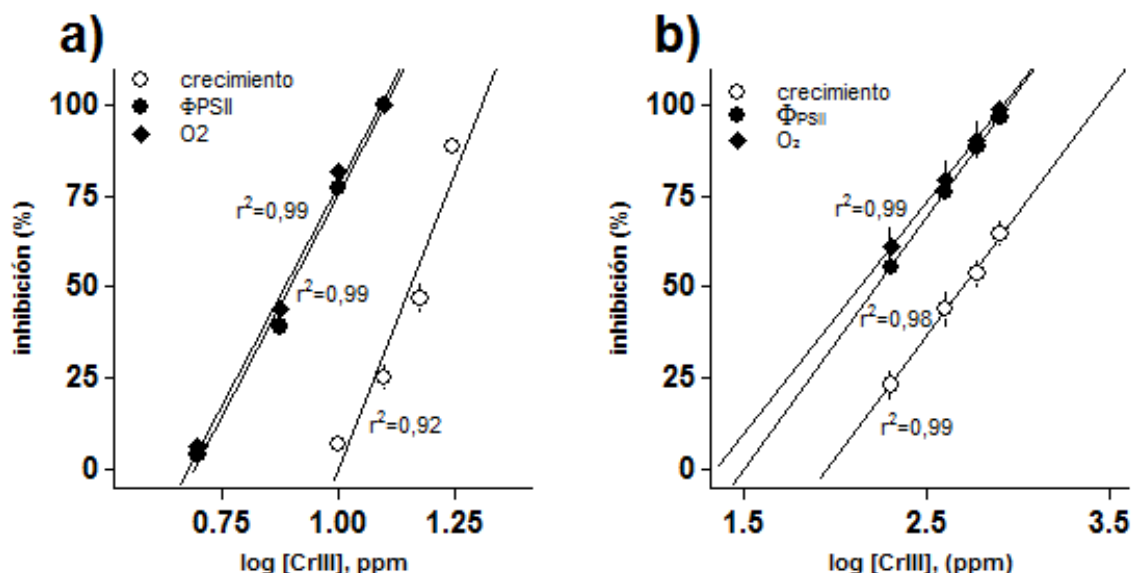 a)
crecimiento
ΦPSII
O2
100
75
50
25
0
inhibición (%)
r²=0,99
r²=0,99
r²=0,92
0.75 1.00 1.25
log [CrIII], ppm
b)
crecimiento
ΦPSII
O₂
100
75
50
25
0
inhibición (%)
r²=0,99
r²=0,98
r²=0,99
1.5 2.5 3.5
log [CrIII], (ppm)